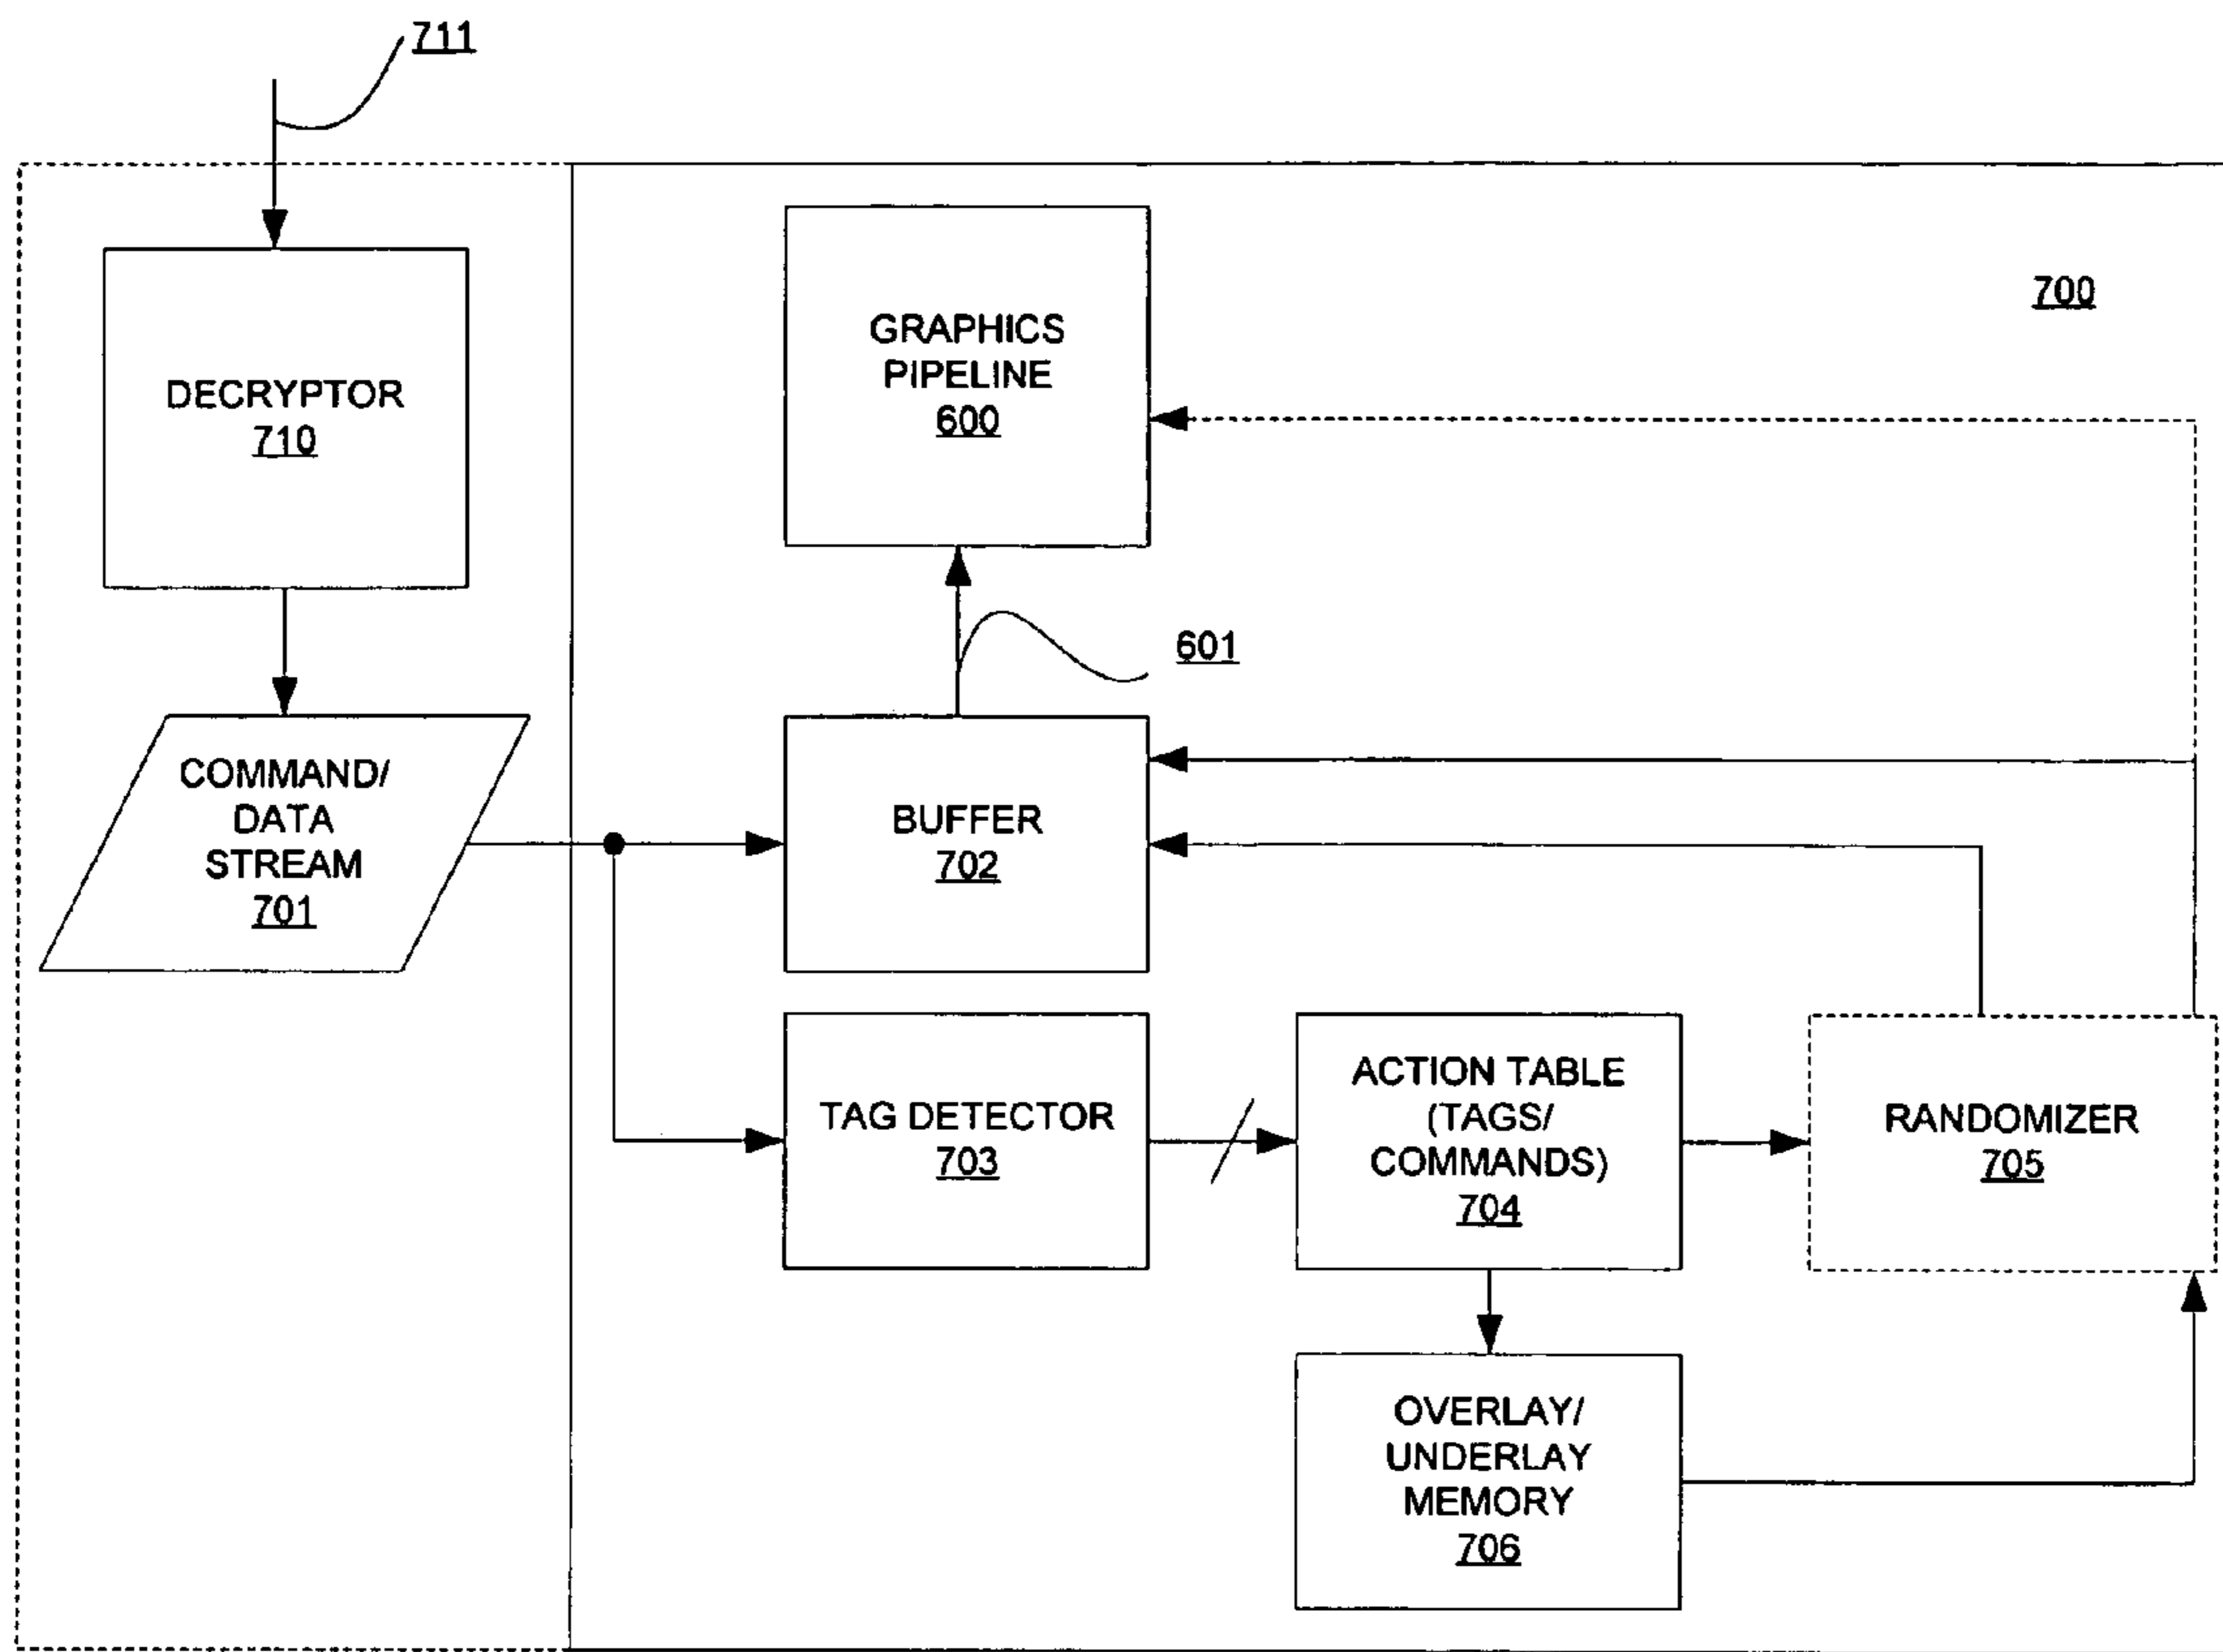 711
700
DECRYPTOR
710
GRAPHICS
PIPELINE
600
601
COMMAND/
DATA
STREAM
701
BUFFER
702
TAG DETECTOR
703
ACTION TABLE
(TAGS/
COMMANDS)
704
RANDOMIZER
705
OVERLAY/
UNDERLAY
MEMORY
706